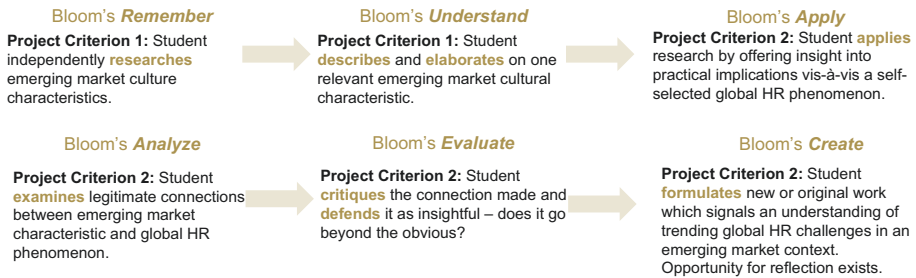 Bloom's Remember
Project Criterion 1: Student
independently researches
emerging market culture
characteristics.
Bloom's Understand
Project Criterion 1: Student
describes and elaborates on one
relevant emerging market cultural
characteristic.
Bloom's Apply
Project Criterion 2: Student applies
research by offering insight into
practical implications vis-à-vis a self-
selected global HR phenomenon.
Bloom's Analyze
Project Criterion 2: Student
examines legitimate connections
between emerging market
characteristic and global HR
phenomenon.
Bloom's Evaluate
Project Criterion 2: Student
critiques the connection made and
defends it as insightful – does it go
beyond the obvious?
Bloom's Create
Project Criterion 2: Student
formulates new or original work
which signals an understanding of
trending global HR challenges in an
emerging market context.
Opportunity for reflection exists.